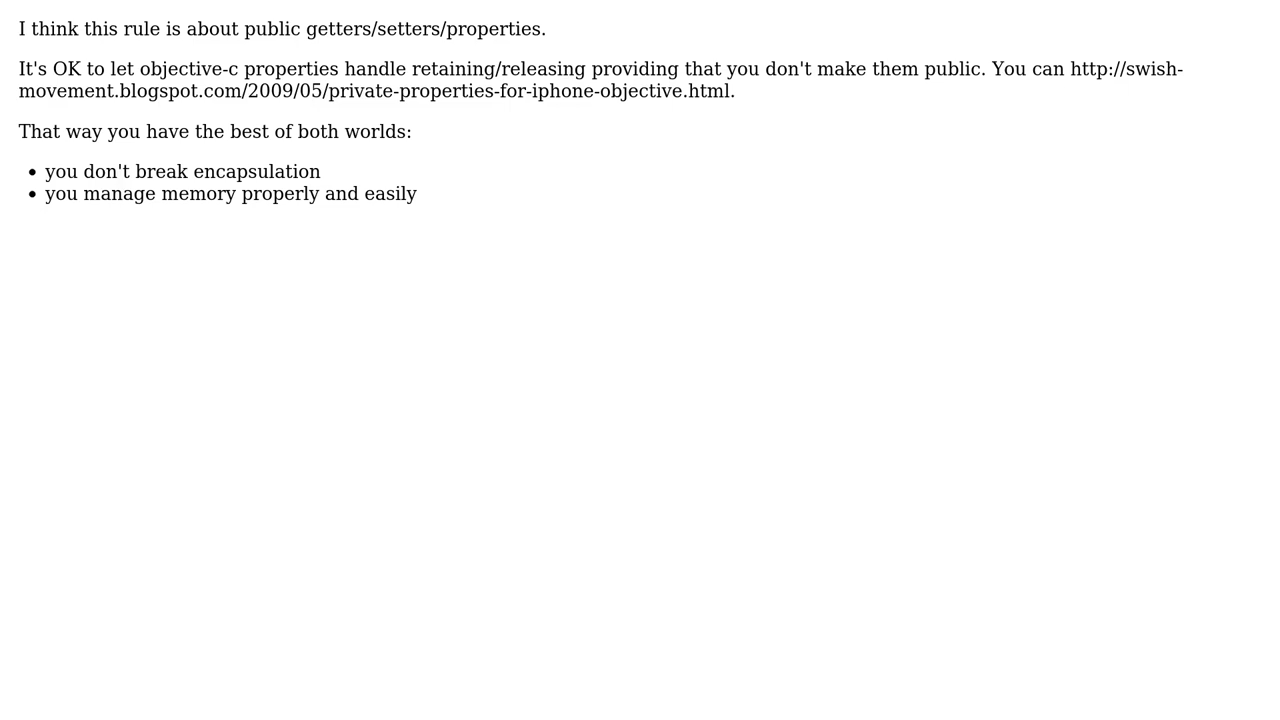 I think this rule is about public getters/setters/properties.
It's OK to let objective-c properties handle retaining/releasing providing that you don't make them public. You can http://swish-
movement.blogspot.com/2009/05/private-properties-for-iphone-objective.html.
That way you have the best of both worlds:
• you don't break encapsulation
• you manage memory properly and easily